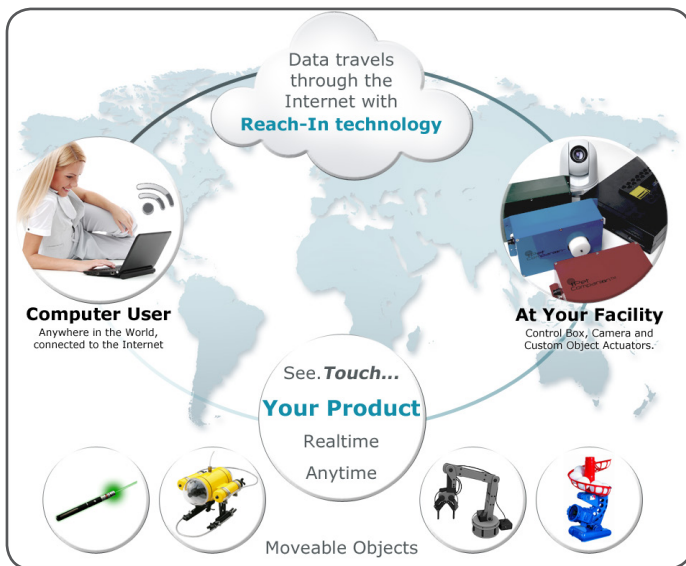 Data travels
through the
Internet with
Reach-In technology
Computer User
Anywhere in the World,
connected to the Internet
At Your Facility
Control Box, Camera and
Custom Object Actuators.
See.Touch...
Your Product
Realtime
Anytime
Moveable Objects